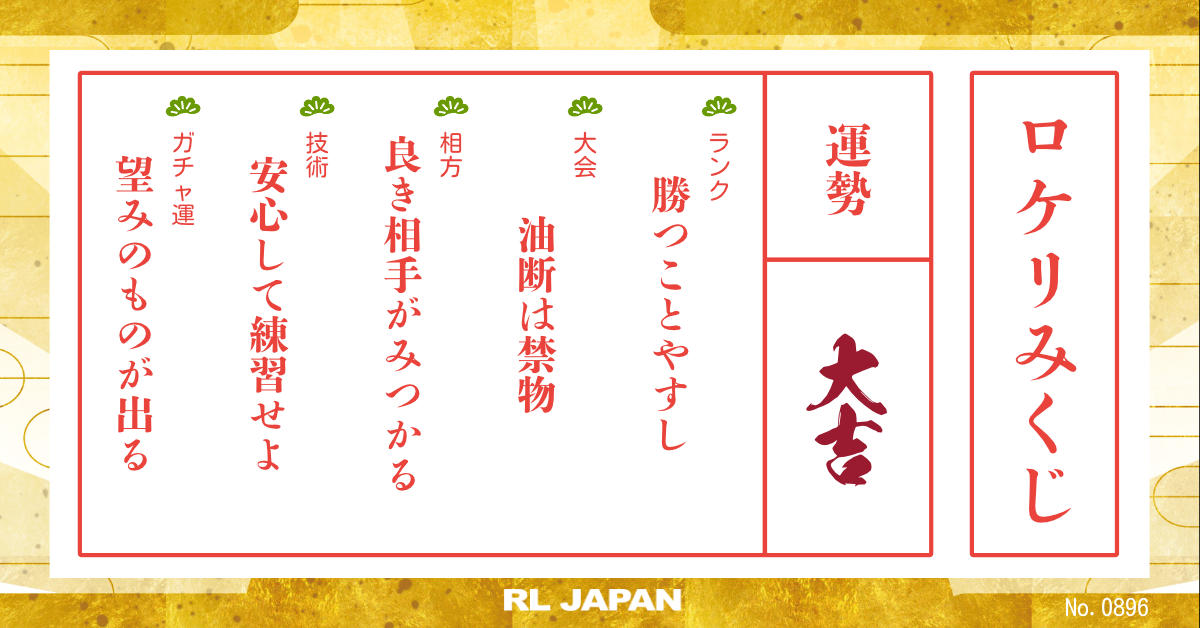 ロケリみくじ
運勢
大吉
ランク
勝つことやすし
大会
油断は禁物
相方
良き相手がみつかる
技術
安心して練習せよ
ガチャ運
望みのものが出る
RL JAPAN
No. 0896